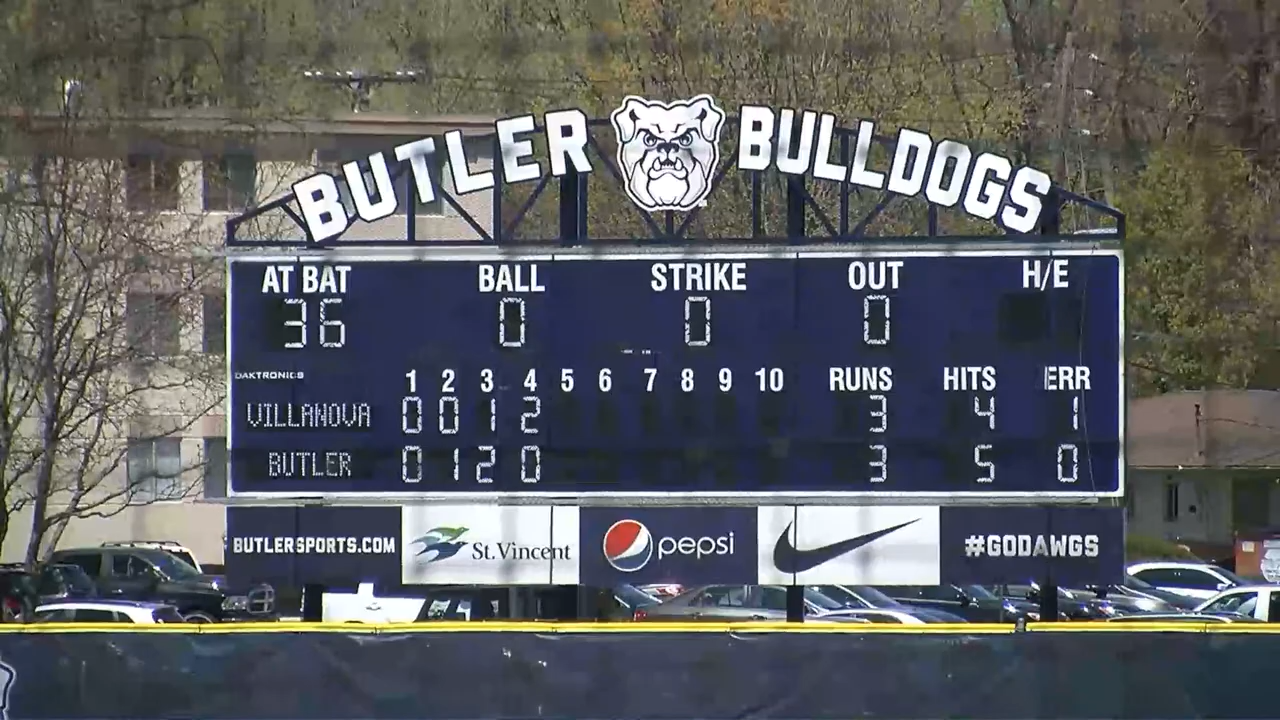 BUTLER BULLDOGS
AT BAT BALL STRIKE OUT H/E
36 0 0 0
DAKTRONICS 1 2 3 4 5 6 7 8 9 10 RUNS HITS ERR
VILLANOVA 0 0 1 2 3 4 1
BUTLER 0 1 2 0 3 5 0
BUTLERSPORTS.COM St.Vincent pepsi #GODAWGS